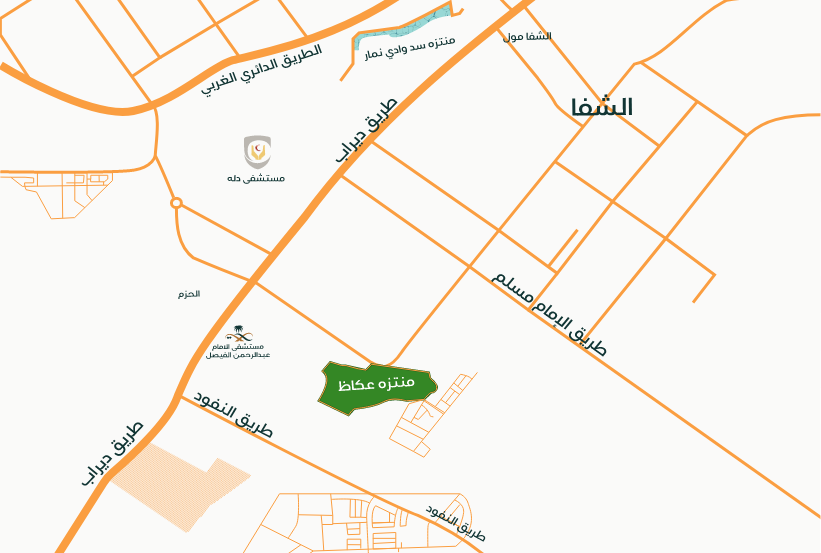 الشفا مول
منتزه سد وادي نمار
الطريق الدائري الغربي
الشفا
طريق ديراب
مستشفى دله
الحزم
طريق الإمام مسلم
مستشفى الامام
عبدالرحمن الفيصل
منتزه عكاظ
طريق النفود
طريق ديراب
طريق النفود